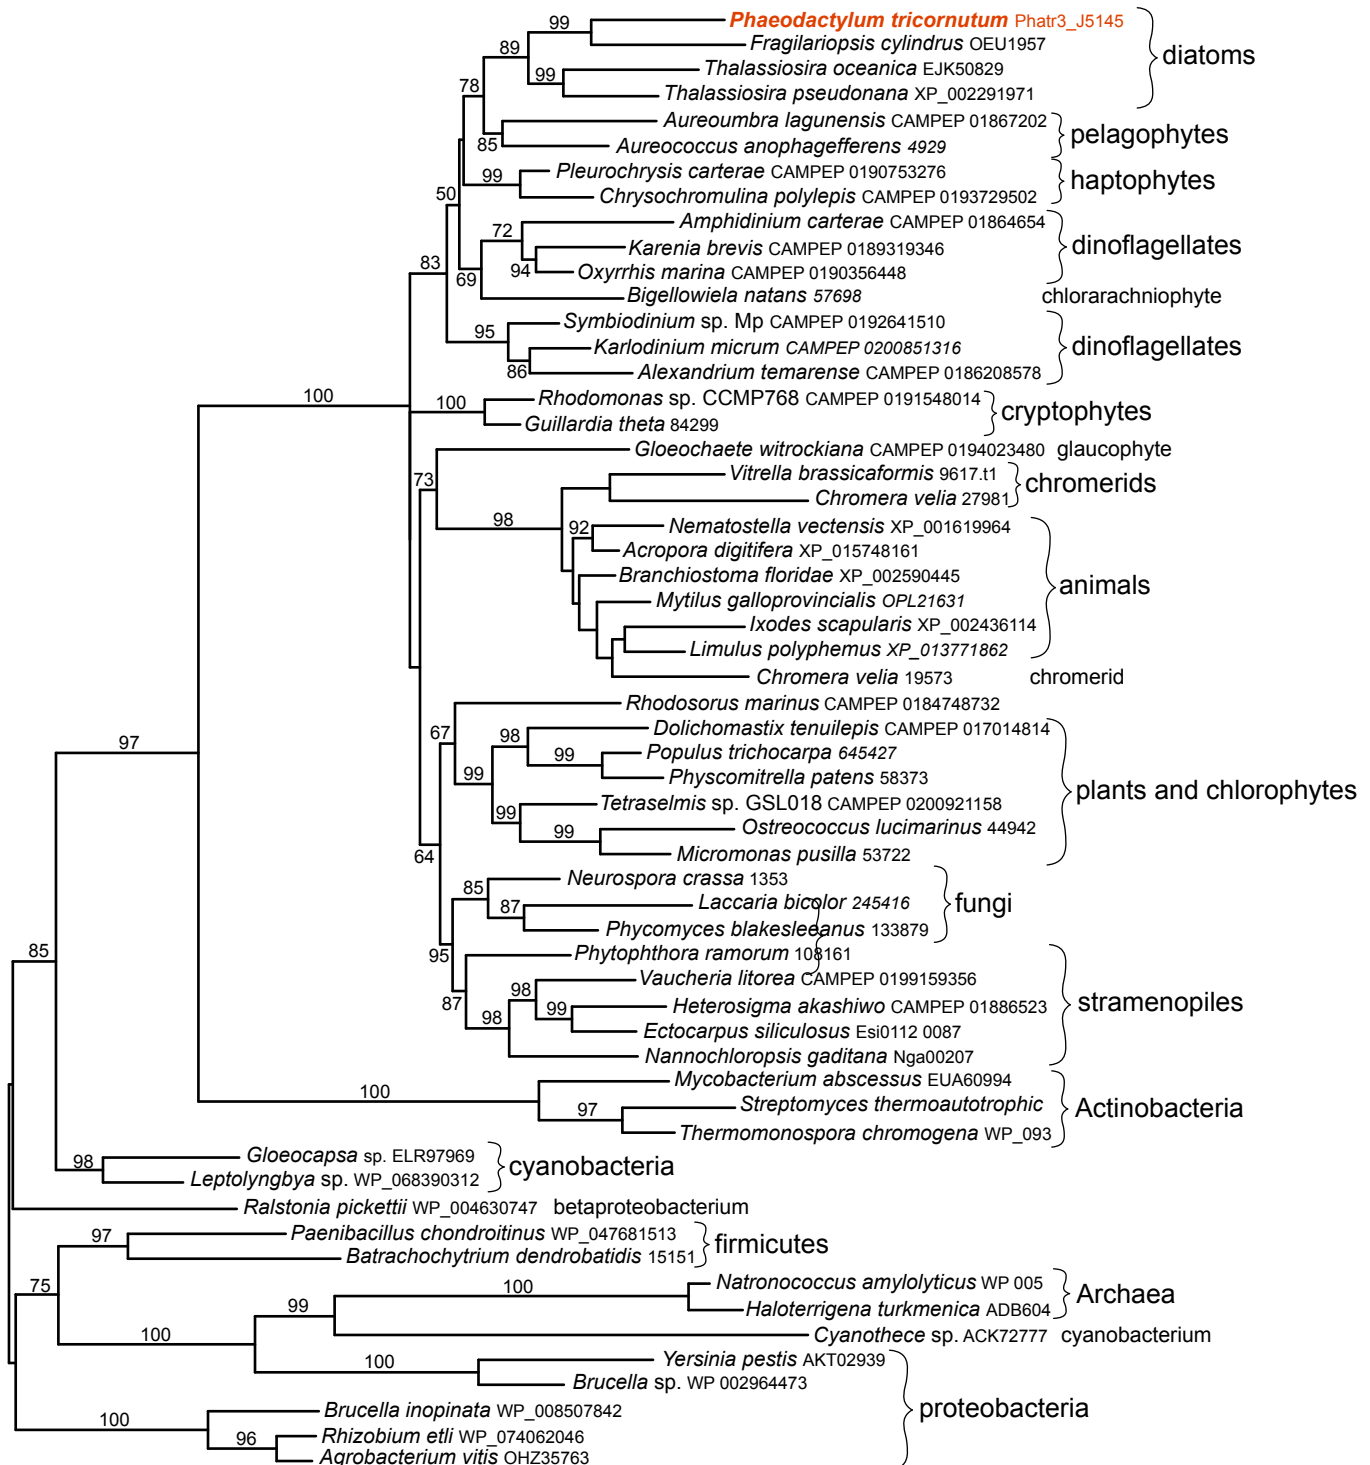 99 Phaeodactylum tricornutum Phatr3_J5145
89 Fragilariopsis cylindrus OEU1957
diatoms
99 Thalassiosira oceanica EJK50829
78 Thalassiosira pseudonana XP_002291971
Aureoumbra lagunensis CAMPEP 01867202
pelagophytes
85 Aureococcus anophagefferens 4929
Pleurochrysis carterae CAMPEP 0190753276
99 haptophytes
50 Chrysochromulina polylepis CAMPEP 0193729502
Amphidinium carterae CAMPEP 01864654
72 Karenia brevis CAMPEP 0189319346
dinoflagellates
83 69 94 Oxyrrhis marina CAMPEP 0190356448
Bigellowiela natans 57698 chlorarachniophyte
Symbiodinium sp. Mp CAMPEP 0192641510
95 Karlodinium micrum CAMPEP 0200851316
dinoflagellates
86 Alexandrium temarense CAMPEP 0186208578
100 100 Rhodomonas sp. CCMP768 CAMPEP 0191548014
cryptophytes
Guillardia theta 84299
Gloeochaete witrockiana CAMPEP 0194023480 glaucophyte
73 Vitrella brassicaformis 9617.t1
chromerids
Chromera velia 27981
98 92 Nematostella vectensis XP_001619964
Acropora digitifera XP_015748161
Branchiostoma floridae XP_002590445
animals
Mytilus galloprovincialis OPL21631
Ixodes scapularis XP_002436114
Limulus polyphemus XP_013771862
Chromera velia 19573 chromerid
Rhodosorus marinus CAMPEP 0184748732
67 98 Dolichomastix tenuilepis CAMPEP 017014814
97 99 Populus trichocarpa 645427
99 Physcomitrella patens 58373
plants and chlorophytes
Tetraselmis sp. GSL018 CAMPEP 0200921158
99 99 Ostreococcus lucimarinus 44942
64 Micromonas pusilla 53722
85 Neurospora crassa 1353
87 Laccaria bicolor 245416
fungi
Phycomyces blakesleeanus 133879
85 95 Phytophthora ramorum 108161
Vaucheria litorea CAMPEP 0199159356
87 98 99 Heterosigma akashiwo CAMPEP 01886523
stramenopiles
98 Ectocarpus siliculosus Esi0112 0087
Nannochloropsis gaditana Nga00207
100 Mycobacterium abscessus EUA60994
97 Streptomyces thermoautotrophic
Actinobacteria
Thermomonospora chromogena WP_093
98 Gloeocapsa sp. ELR97969
cyanobacteria
Leptolyngbya sp. WP_068390312
Ralstonia pickettii WP_004630747 betaproteobacterium
97 Paenibacillus chondroitinus WP_047681513
firmicutes
Batrachochytrium dendrobatidis 15151
75 100 Natronococcus amylolyticus WP 005
Archaea
99 Haloterrigena turkmenica ADB604
100 Cyanothece sp. ACK72777 cyanobacterium
100 Yersinia pestis AKT02939
Brucella sp. WP 002964473
100 Brucella inopinata WP_008507842
proteobacteria
96 Rhizobium etli WP_074062046
Agrobacterium vitis OHZ35763